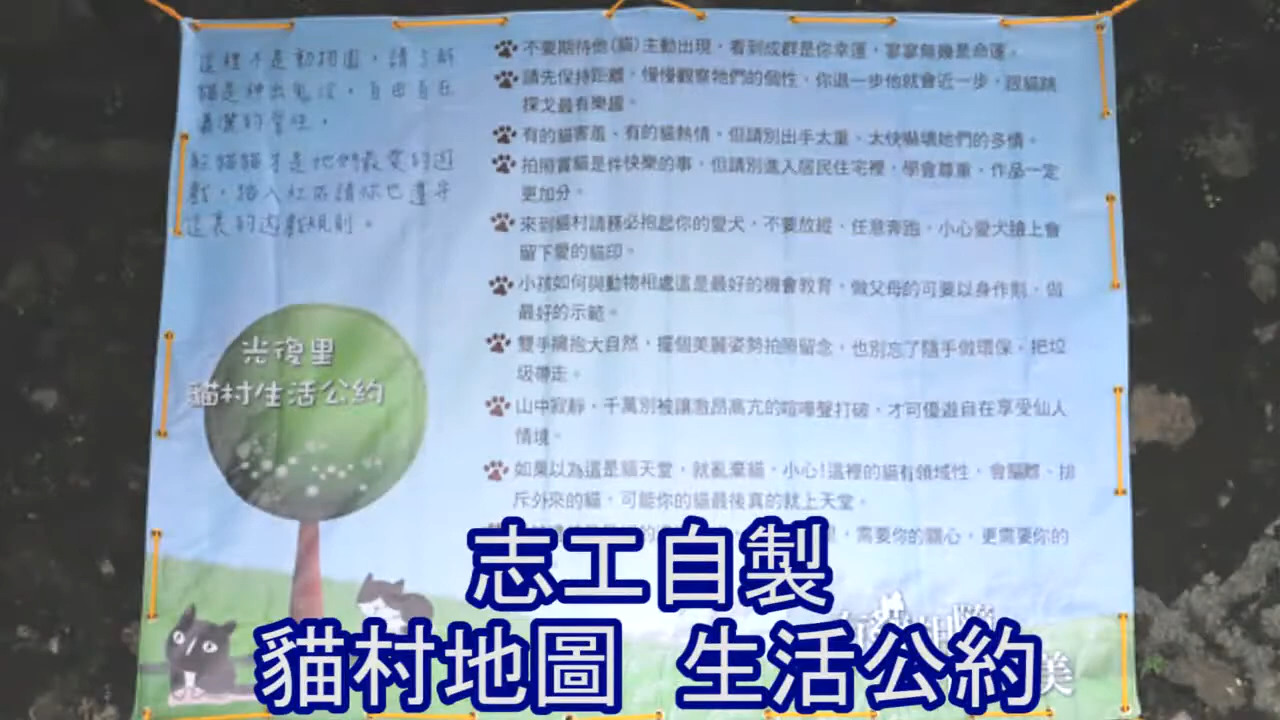 這裡不是動物園，請了解
貓是神出鬼沒，自由自在
瀟灑的習性，
躲貓貓才是牠們最愛的遊
戲，踏入社區請你也遵守
這裏的遊戲規則。
光復里
貓村生活公約
不要期待他(貓)主動出現，看到成群是你幸運，寥寥無幾是命運。
請先保持距離，慢慢觀察牠們的個性，你退一步他就會近一步，跟貓跳
探戈最有樂趣。
有的貓害羞、有的貓熱情，但請別出手太重、太快嚇壞她們的多情。
拍照賞貓是件快樂的事，但請別進入居民住宅裡，學會尊重，作品一定
更加分。
來到貓村請務必抱起你的愛犬，不要放縱、任意奔跑，小心愛犬臉上會
留下愛的貓印。
小孩如何與動物相處這是最好的機會教育，做父母的可要以身作則，做
最好的示範。
雙手擁抱大自然，擺個美麗姿勢拍照留念，也別忘了隨手做環保，把垃
圾帶走。
山中寂靜，千萬別被讓激昂高亢的喧嘩聲打破，才可優遊自在享受仙人
情境。
如果以為這是貓天堂，就亂棄貓，小心!這裡的貓有領域性，會驅離、排
斥外來的貓，可能你的貓最後真的就上天堂。
需要你的關心，更需要你的
美
志工自製
貓村地圖 生活公約